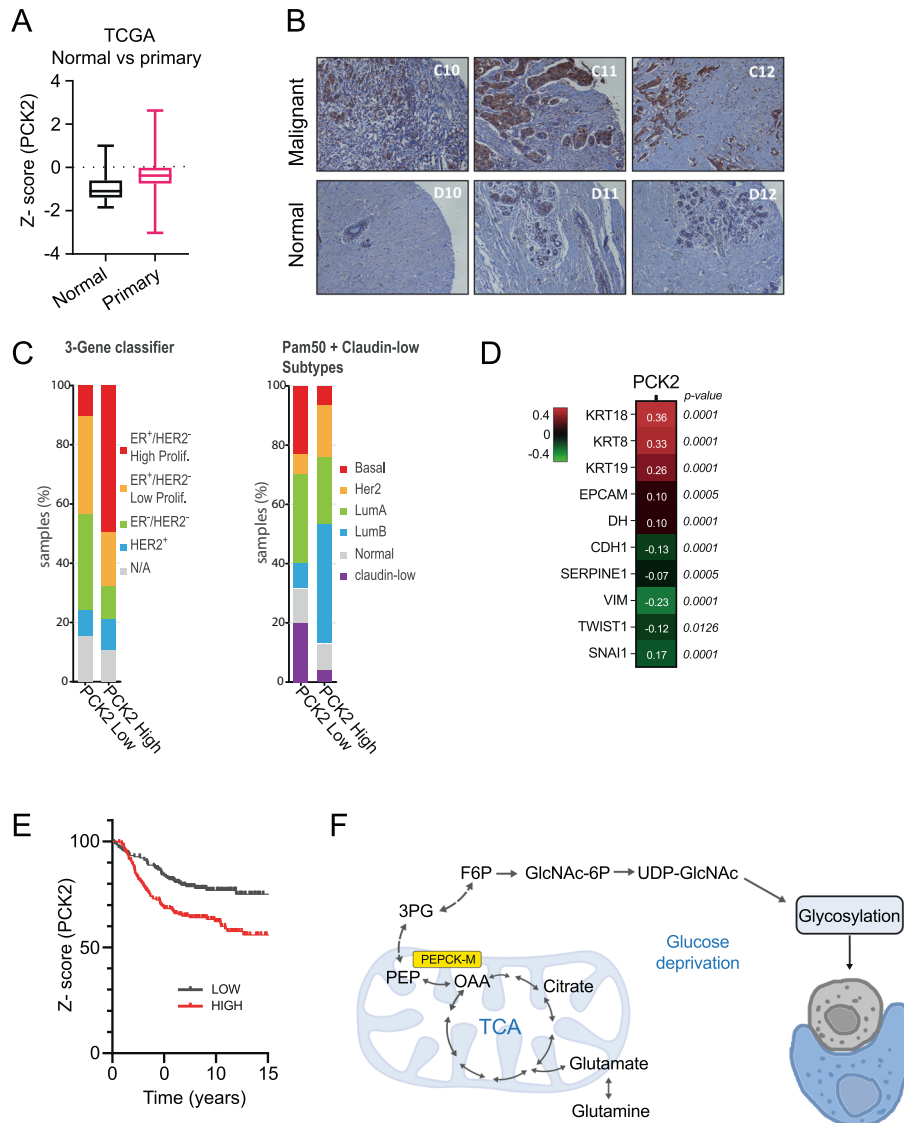 A
TCGA
Normal vs primary
Z- score (PCK2)
4
2
0
-2
-4
Normal
Primary
B
Malignant
C10
C11
C12
Normal
D10
D11
D12
C
3-Gene classifier
samples (%)
100
80
60
40
20
0
PCK2 Low
PCK2 High
ER+/HER2-
High Prolif.
ER+/HER2-
Low Prolif.
ER-/HER2-
HER2+
N/A
Pam50 + Claudin-low
Subtypes
samples (%)
100
80
60
40
20
0
PCK2 Low
PCK2 High
Basal
Her2
LumA
LumB
Normal
claudin-low
D
PCK2
p-value
0.4
0
-0.4
KRT18 0.36 0.0001
KRT8 0.33 0.0001
KRT19 0.26 0.0001
EPCAM 0.10 0.0005
DH 0.10 0.0001
CDH1 -0.13 0.0001
SERPINE1 -0.07 0.0005
VIM -0.23 0.0001
TWIST1 -0.12 0.0126
SNAI1 0.17 0.0001
E
Z- score (PCK2)
100
50
0
LOW
HIGH
0 0 10 15
Time (years)
F
F6P
GlcNAc-6P
UDP-GlcNAc
3PG
Glycosylation
Glucose
deprivation
PEPCK-M
PEP
OAA
Citrate
TCA
Glutamate
Glutamine